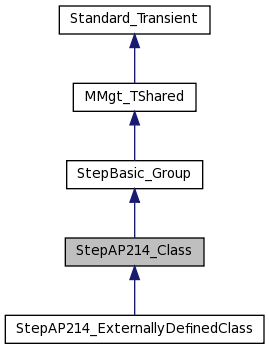 Standard_Transient
MMgt_TShared
StepBasic_Group
StepAP214_Class
StepAP214_ExternallyDefinedClass